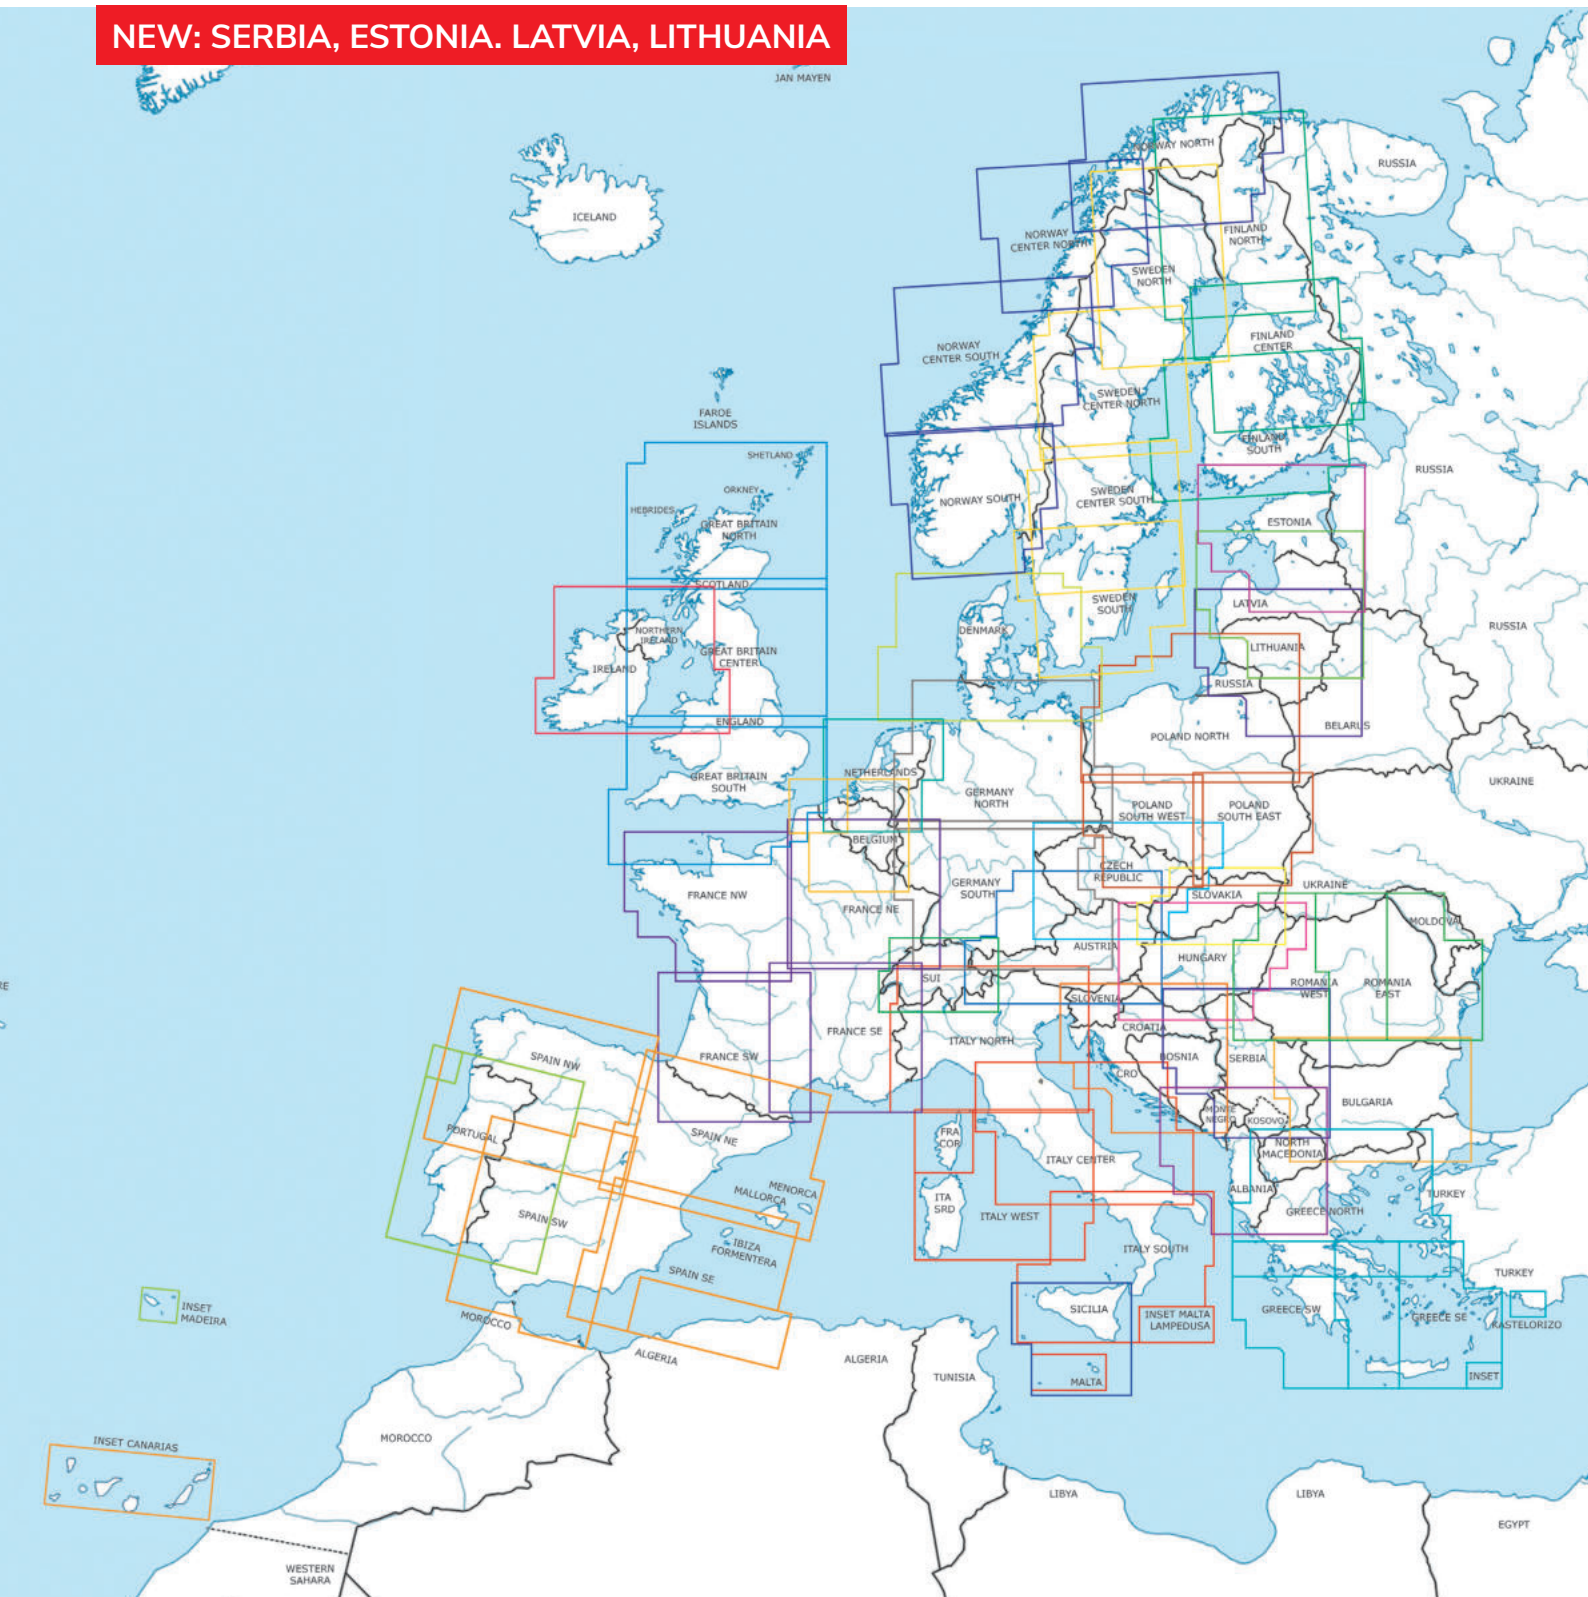 NEW: SERBIA, ESTONIA. LATVIA, LITHUANIA
JAN MAYEN
NORWAY NORTH
RUSSIA
ICELAND
NORWAY
CENTER NORTH
FINLAND
NORTH
SWEDEN
NORTH
NORWAY
CENTER SOUTH
FINLAND
CENTER
FAROE
ISLANDS
SWEDEN
CENTER NORTH
FINLAND
SOUTH
SHETLAND
RUSSIA
ORKNEY
HEBRIDES
NORWAY SOUTH
SWEDEN
CENTER SOUTH
GREAT BRITAIN
NORTH
ESTONIA
SCOTLAND
SWEDEN
SOUTH
LATVIA
NORTHERN
IRELAND
DENMARK
RUSSIA
GREAT BRITAIN
CENTER
LITHUANIA
IRELAND
RUSSIA
ENGLAND
BELARUS
POLAND NORTH
NETHERLANDS
GREAT BRITAIN
SOUTH
UKRAINE
GERMANY
NORTH
POLAND
SOUTH WEST
POLAND
SOUTH EAST
BELGIUM
CZECH
REPUBLIC
FRANCE NW
GERMANY
SOUTH
SLOVAKIA
UKRAINE
FRANCE NE
MOLDOVA
AUSTRIA
HUNGARY
SUI
ROMANIA
WEST
ROMANIA
EAST
RE
SLOVENIA
CROATIA
FRANCE SE
ITALY NORTH
SPAIN NW
FRANCE SW
BOSNIA
SERBIA
CRO
BULGARIA
MONTE
NEGRO
KOSOVO
PORTUGAL
SPAIN NE
FRA
COR
NORTH
MACEDONIA
ITALY CENTER
MENORCA
MALLORCA
ITA
SRD
ALBANIA
TURKEY
SPAIN SW
ITALY WEST
GREECE NORTH
IBIZA
FORMENTERA
ITALY SOUTH
SPAIN SE
TURKEY
INSET
MADEIRA
SICILIA
INSET MALTA
LAMPEDUSA
GREECE SW
GREECE SE
KASTELORIZO
MOROCCO
ALGERIA
ALGERIA
TUNISIA
MALTA
INSET
INSET CANARIAS
MOROCCO
LIBYA
LIBYA
EGYPT
WESTERN
SAHARA